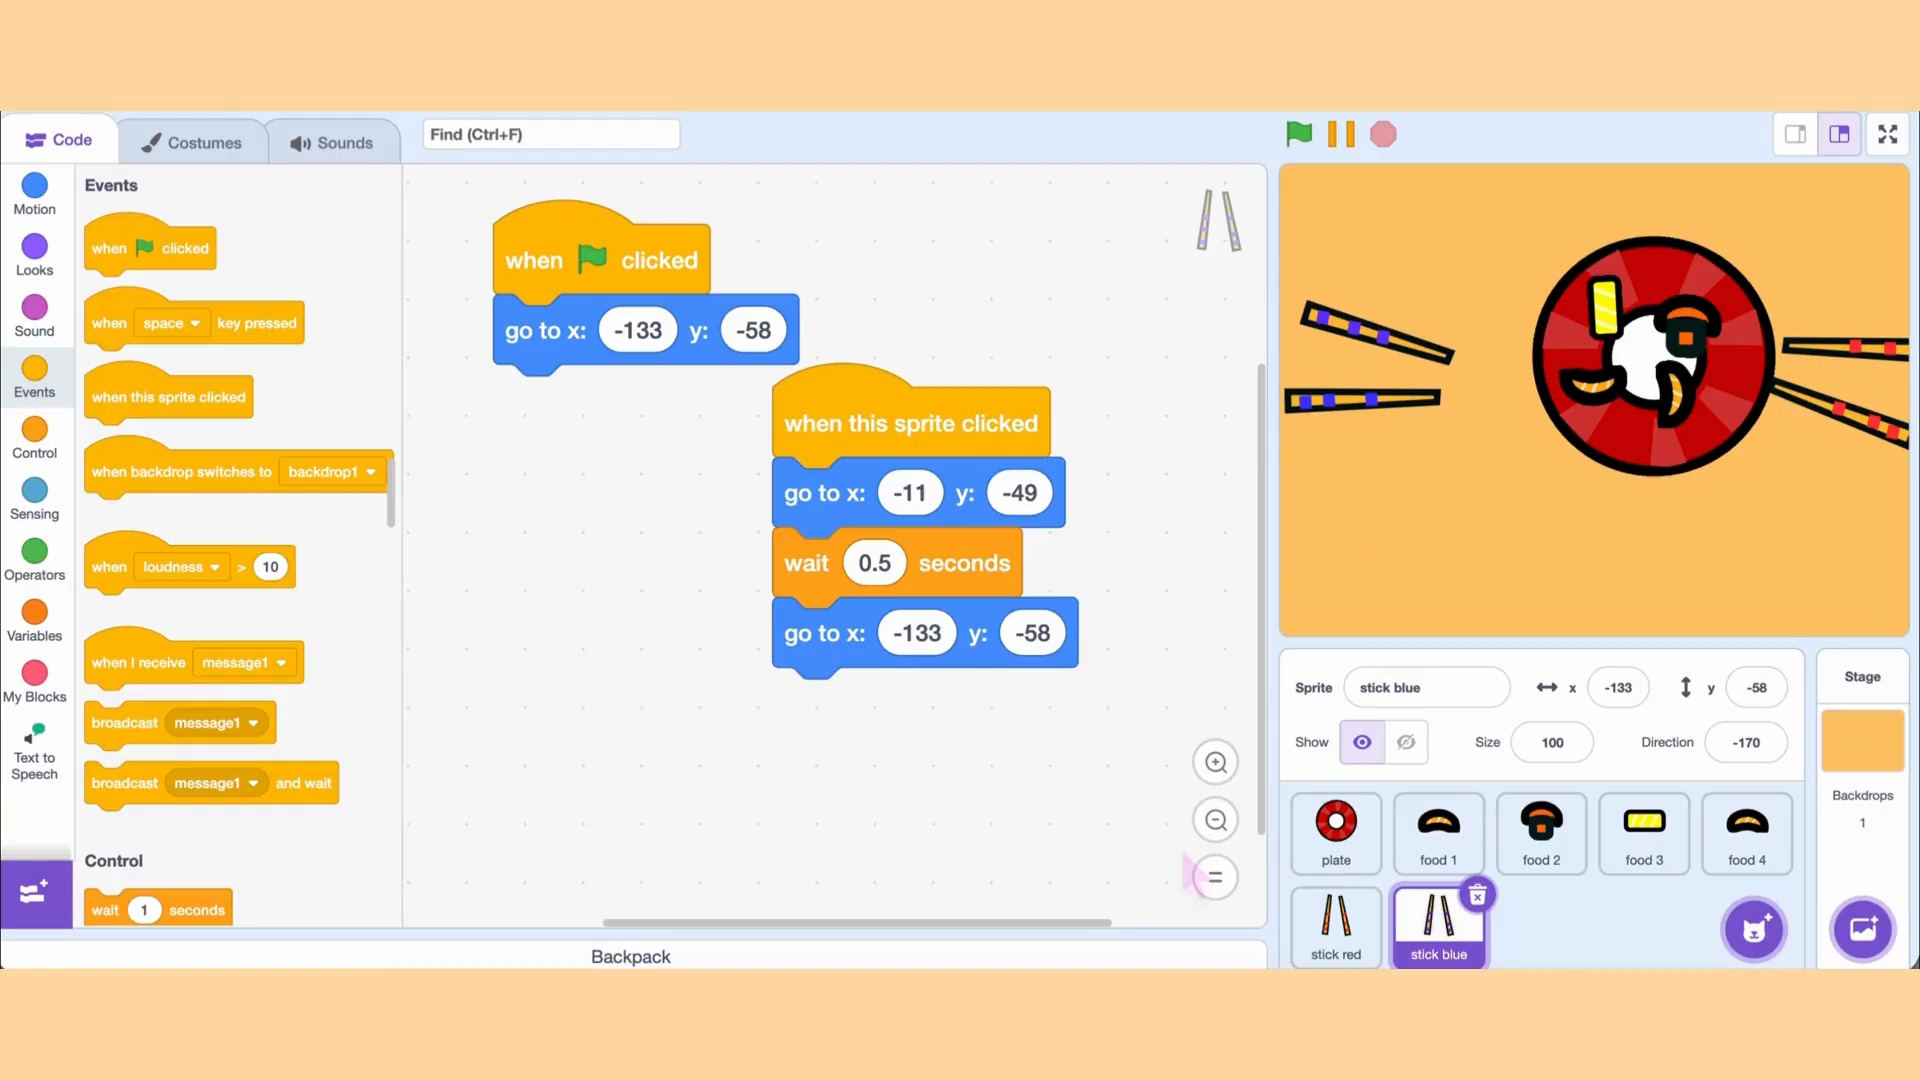 Code
Costumes
Sounds
Find (Ctrl+F)
Motion
Looks
Sound
Events
Control
Sensing
Operators
Variables
My Blocks
Text to
Speech
Events
when clicked
when space key pressed
when this sprite clicked
when backdrop switches to backdrop1
when loudness > 10
when I receive message1
broadcast message1
broadcast message1 and wait
Control
wait 1 seconds
when clicked
go to x: -133 y: -58
when this sprite clicked
go to x: -11 y: -49
wait 0.5 seconds
go to x: -133 y: -58
=
Backpack
Sprite stick blue x -133 y -58
Show Size 100 Direction -170
plate
food 1
food 2
food 3
food 4
stick red
stick blue
Stage
Backdrops
1